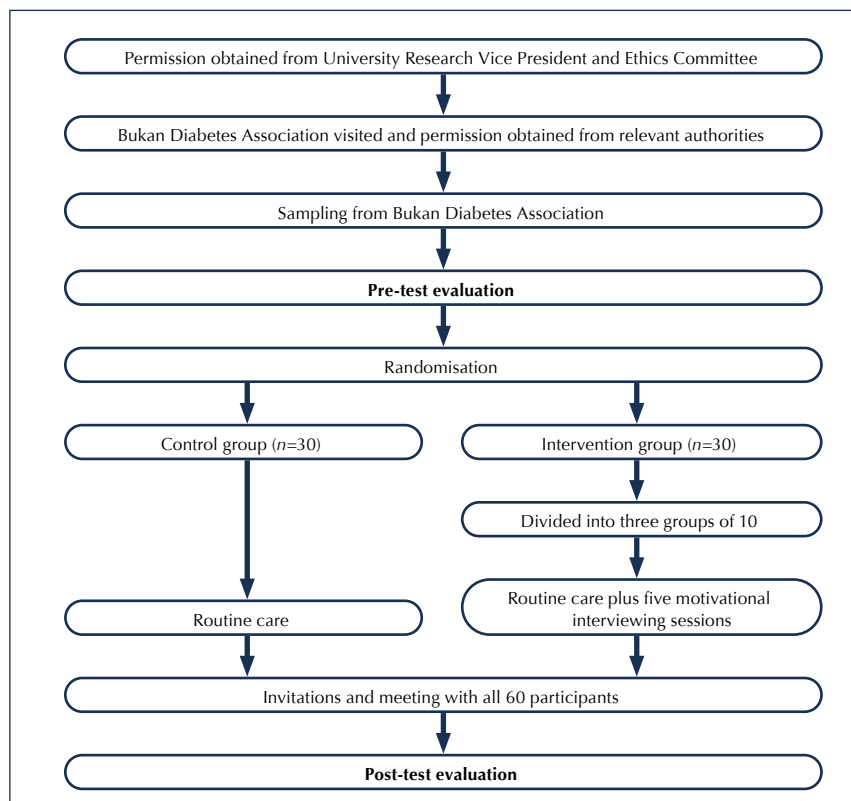 Permission obtained from University Research Vice President and Ethics Committee
Bukan Diabetes Association visited and permission obtained from relevant authorities
Sampling from Bukan Diabetes Association
Pre-test evaluation
Randomisation
Control group (n=30)
Intervention group (n=30)
Divided into three groups of 10
Routine care
Routine care plus five motivational
interviewing sessions
Invitations and meeting with all 60 participants
Post-test evaluation